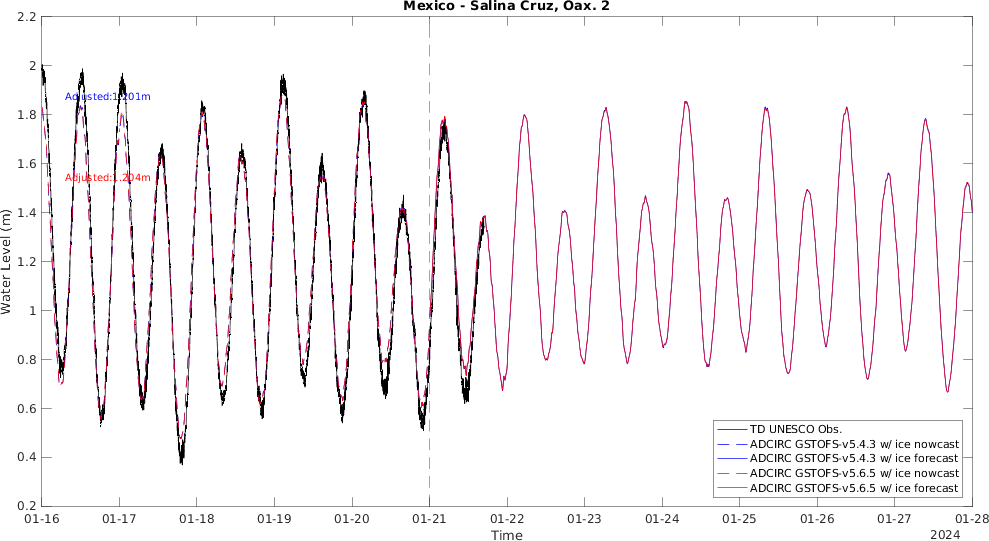 Mexico - Salina Cruz, Oax. 2
2.2
2
1.8
1.6
1.4
1.2
1
0.8
0.6
0.4
0.2
Water Level (m)
Adjusted:1.201m
Adjusted:1.204m
TD UNESCO Obs.
ADCIRC GSTOFS-v5.4.3 w/ ice nowcast
ADCIRC GSTOFS-v5.4.3 w/ ice forecast
ADCIRC GSTOFS-v5.6.5 w/ ice nowcast
ADCIRC GSTOFS-v5.6.5 w/ ice forecast
01-16 01-17 01-18 01-19 01-20 01-21 01-22 01-23 01-24 01-25 01-26 01-27 01-28
Time
2024